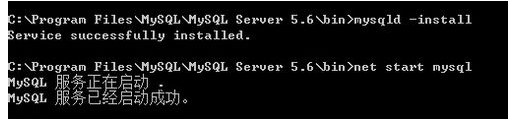 C:\Program Files\MySQL\MySQL Server 5.6\bin>mysqld -install
Service successfully installed.
C:\Program Files\MySQL\MySQL Server 5.6\bin>net start mysql
MySQL 服务正在启动 .
MySQL 服务已经启动成功。